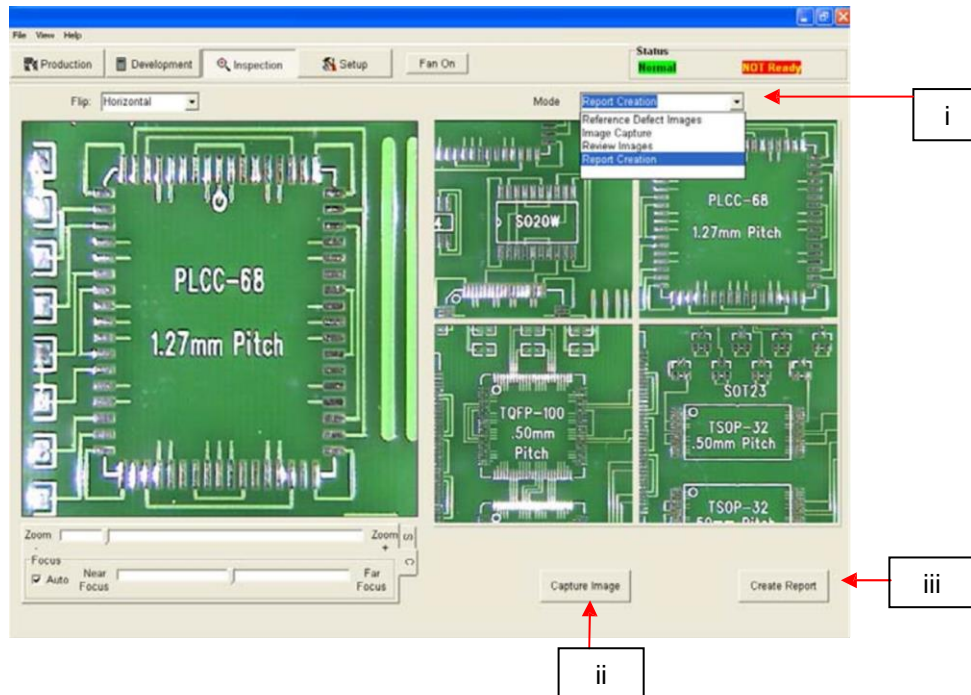 File View Help
Status
Production Development Inspection Setup Fan On Normal NOT Ready
Flip: Horizontal Mode Report Creation
Reference Defect Images
Image Capture
Review Images
Report Creation
i
PLCC-68
1.27mm Pitch
4 SO20W
PLCC-68
1.27mm Pitch
TQFP-100
.50mm
Pitch
SOT23
TSOP-32
.50mm Pitch
TSOP-32
.50mm Pitch
Zoom - Zoom +
S
C
Focus
Auto Near Focus Far Focus
Capture Image Create Report
iii
ii